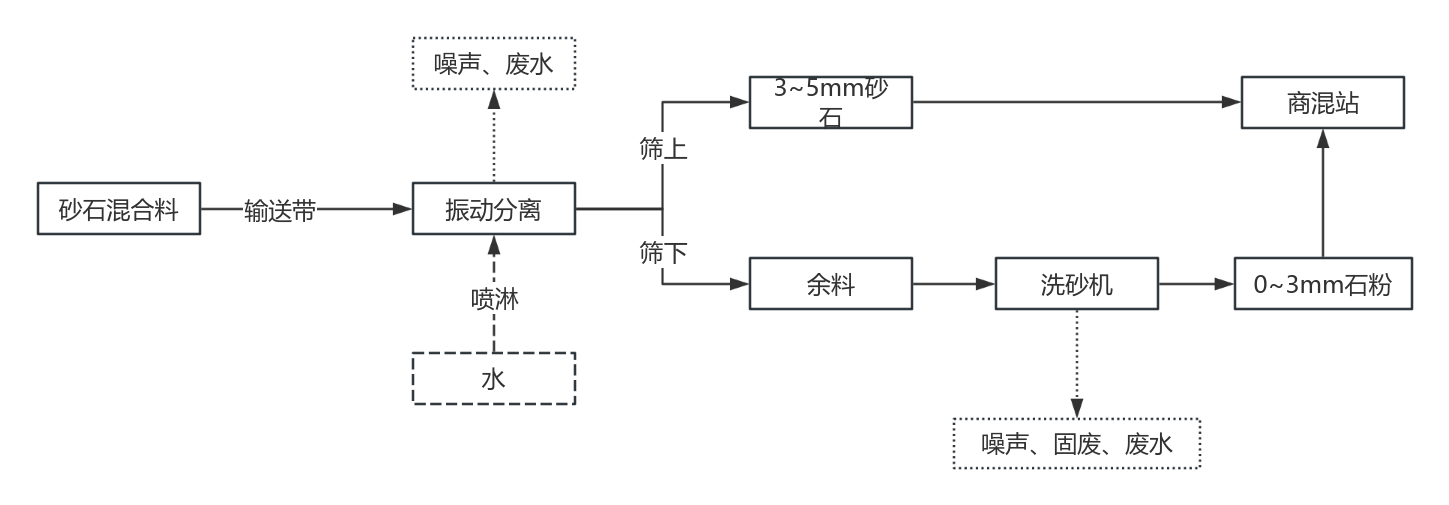 噪声、废水
3~5mm砂
石
商混站
筛上
砂石混合料
输送带
振动分离
筛下
余料
洗砂机
0~3mm石粉
喷淋
水
噪声、固废、废水